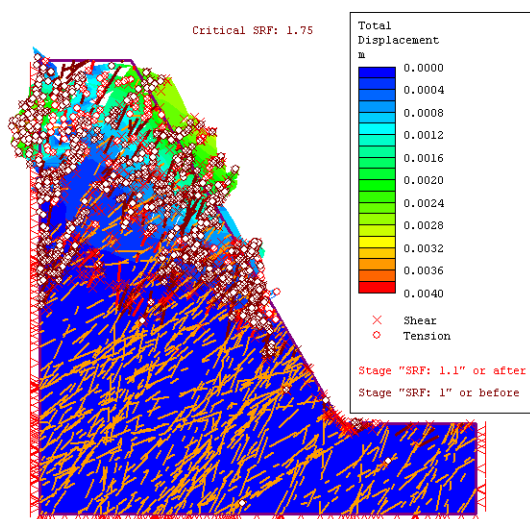 Critical SRF: 1.75
Total
Displacement
m
0.0000
0.0004
0.0008
0.0012
0.0016
0.0020
0.0024
0.0028
0.0032
0.0036
0.0040
Shear
Tension
Stage "SRF: 1.1" or after
Stage "SRF: 1" or before